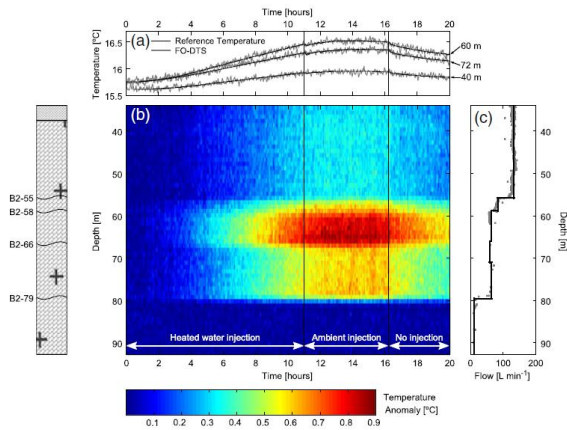 Time [hours]
0 2 4 6 8 10 12 14 16 18 20
(a)
Reference Temperature
FO-DTS
Temperature [°C]
16.5
16
15.5
60 m
72 m
40 m
B2-55
B2-58
B2-66
B2-79
(b)
Depth [m]
40
50
60
70
80
90
Heated water injection
Ambient injection
No injection
0 2 4 6 8 10 12 14 16 18 20
Time [hours]
(c)
40
50
60
70
80
90
Depth [m]
0 100 200
Flow [L min⁻¹]
0.1 0.2 0.3 0.4 0.5 0.6 0.7 0.8 0.9
Temperature
Anomaly [°C]